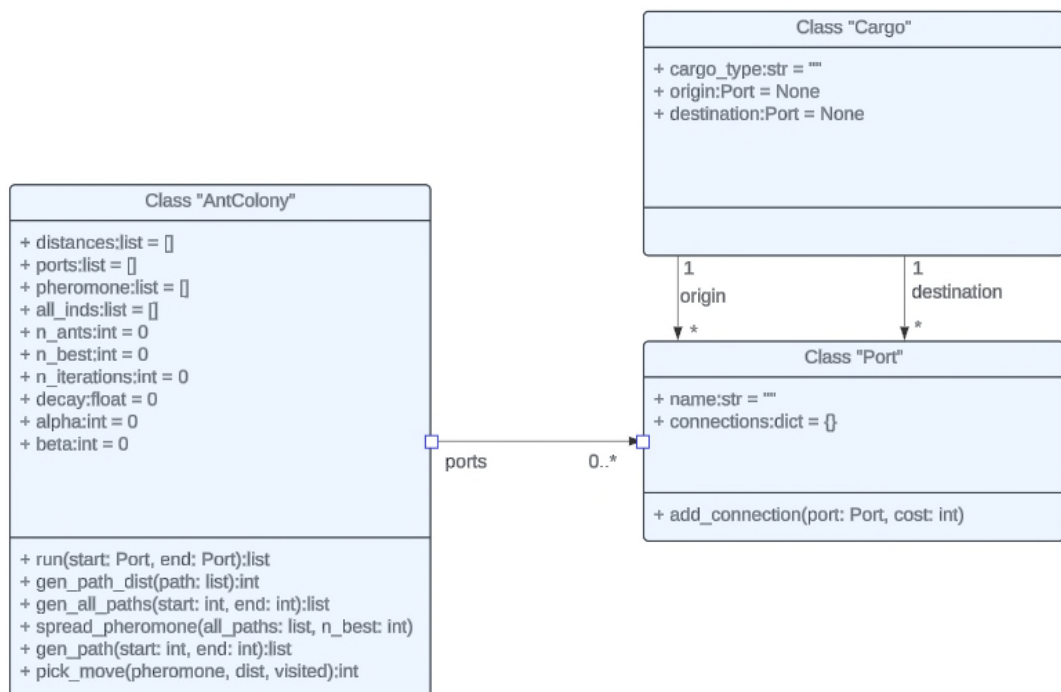 Class "Cargo"
+ cargo_type:str = ""
+ origin:Port = None
+ destination:Port = None
Class "AntColony"
+ distances:list = []
+ ports:list = []
+ pheromone:list = []
+ all_inds:list = []
+ n_ants:int = 0
+ n_best:int = 0
+ n_iterations:int = 0
+ decay:float = 0
+ alpha:int = 0
+ beta:int = 0
+ run(start: Port, end: Port):list
+ gen_path_dist(path: list):int
+ gen_all_paths(start: int, end: int):list
+ spread_pheromone(all_paths: list, n_best: int)
+ gen_path(start: int, end: int):list
+ pick_move(pheromone, dist, visited):int
1
origin
*
1
destination
*
ports
0..*
Class "Port"
+ name:str = ""
+ connections:dict = {}
+ add_connection(port: Port, cost: int)